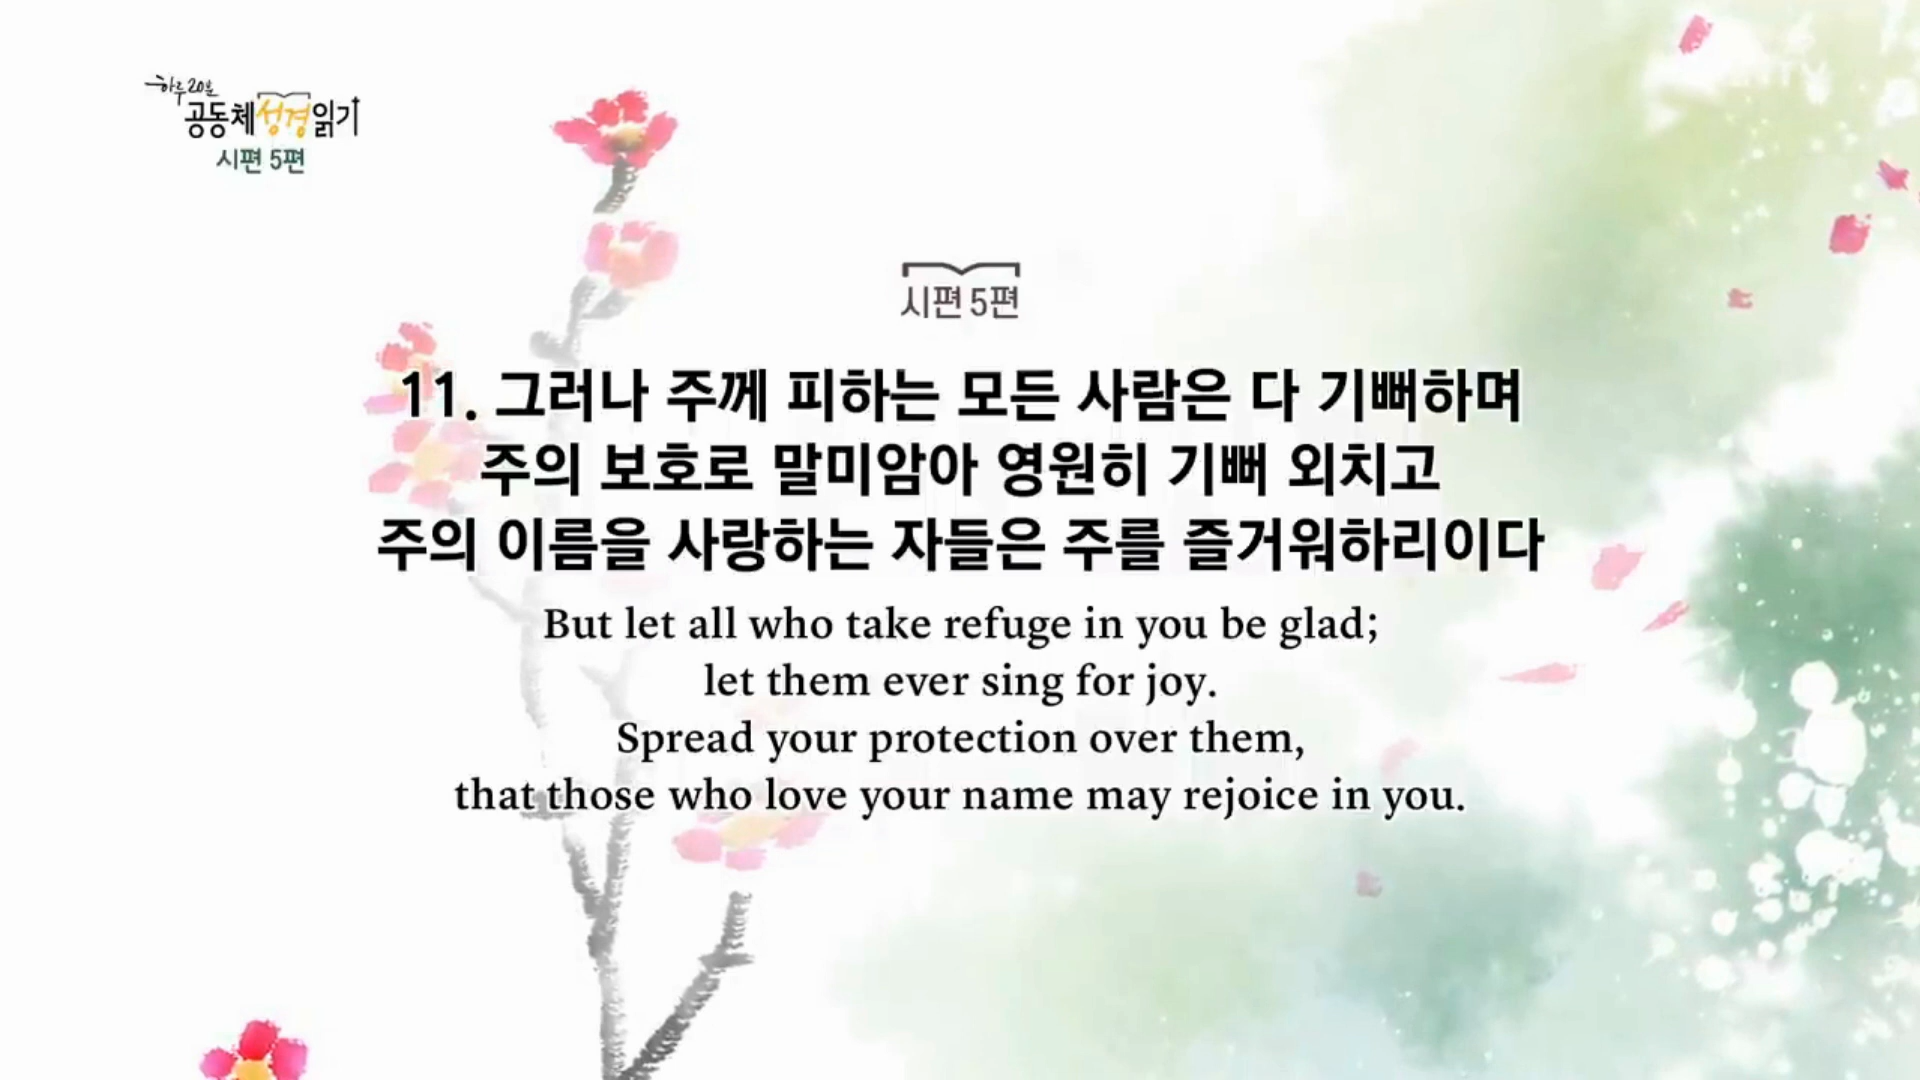 하루 20분
공동체성경읽기
시편 5편
시편 5편
11. 그러나 주께 피하는 모든 사람은 다 기뻐하며
주의 보호로 말미암아 영원히 기뻐 외치고
주의 이름을 사랑하는 자들은 주를 즐거워하리이다
But let all who take refuge in you be glad;
let them ever sing for joy.
Spread your protection over them,
that those who love your name may rejoice in you.